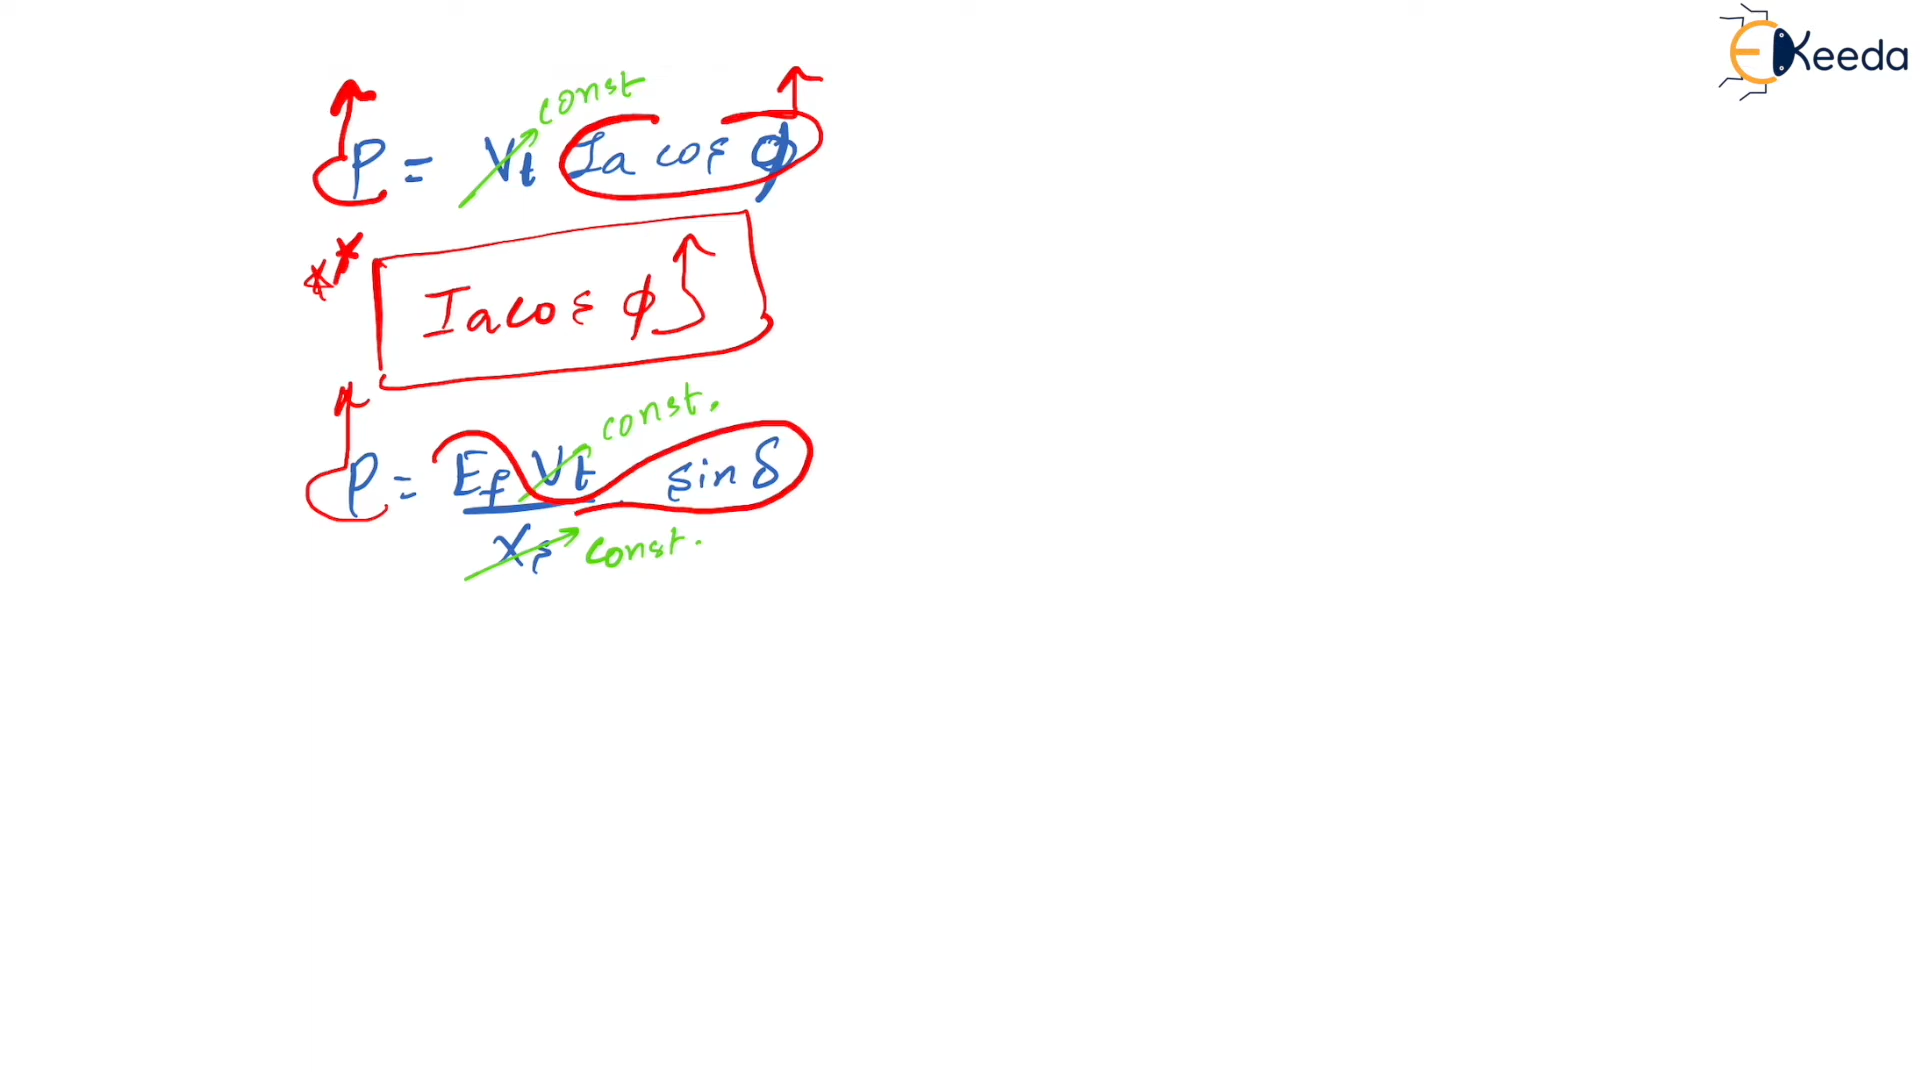 EKeeda
const
P = Vt Ia cos ϕ
** Ia cos ϕ
const.
P = Ef Vt sin δ
Xs const.